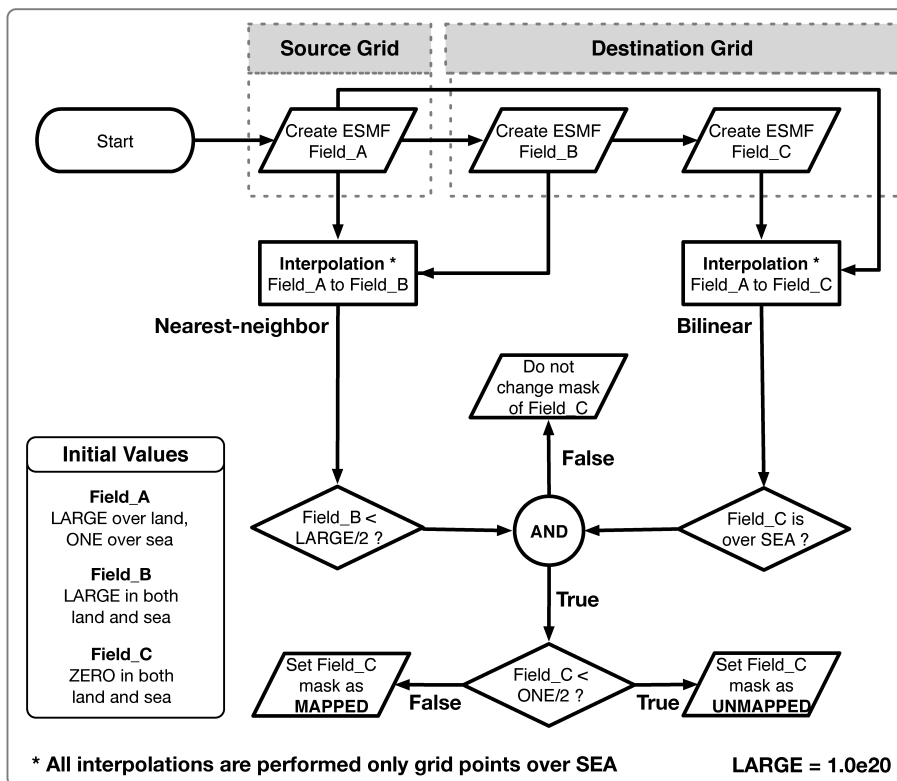 Source Grid
Destination Grid
Start
Create ESMF
Field_A
Create ESMF
Field_B
Create ESMF
Field_C
Interpolation *
Field_A to Field_B
Interpolation *
Field_A to Field_C
Nearest-neighbor
Bilinear
Do not
change mask
of Field_C
False
Initial Values
Field_A
LARGE over land,
ONE over sea
Field_B
LARGE in both
land and sea
Field_C
ZERO in both
land and sea
Field_B <
LARGE/2 ?
AND
Field_C is
over SEA ?
True
Set Field_C
mask as
MAPPED
False
Field_C <
ONE/2 ?
True
Set Field_C
mask as
UNMAPPED
* All interpolations are performed only grid points over SEA
LARGE = 1.0e20